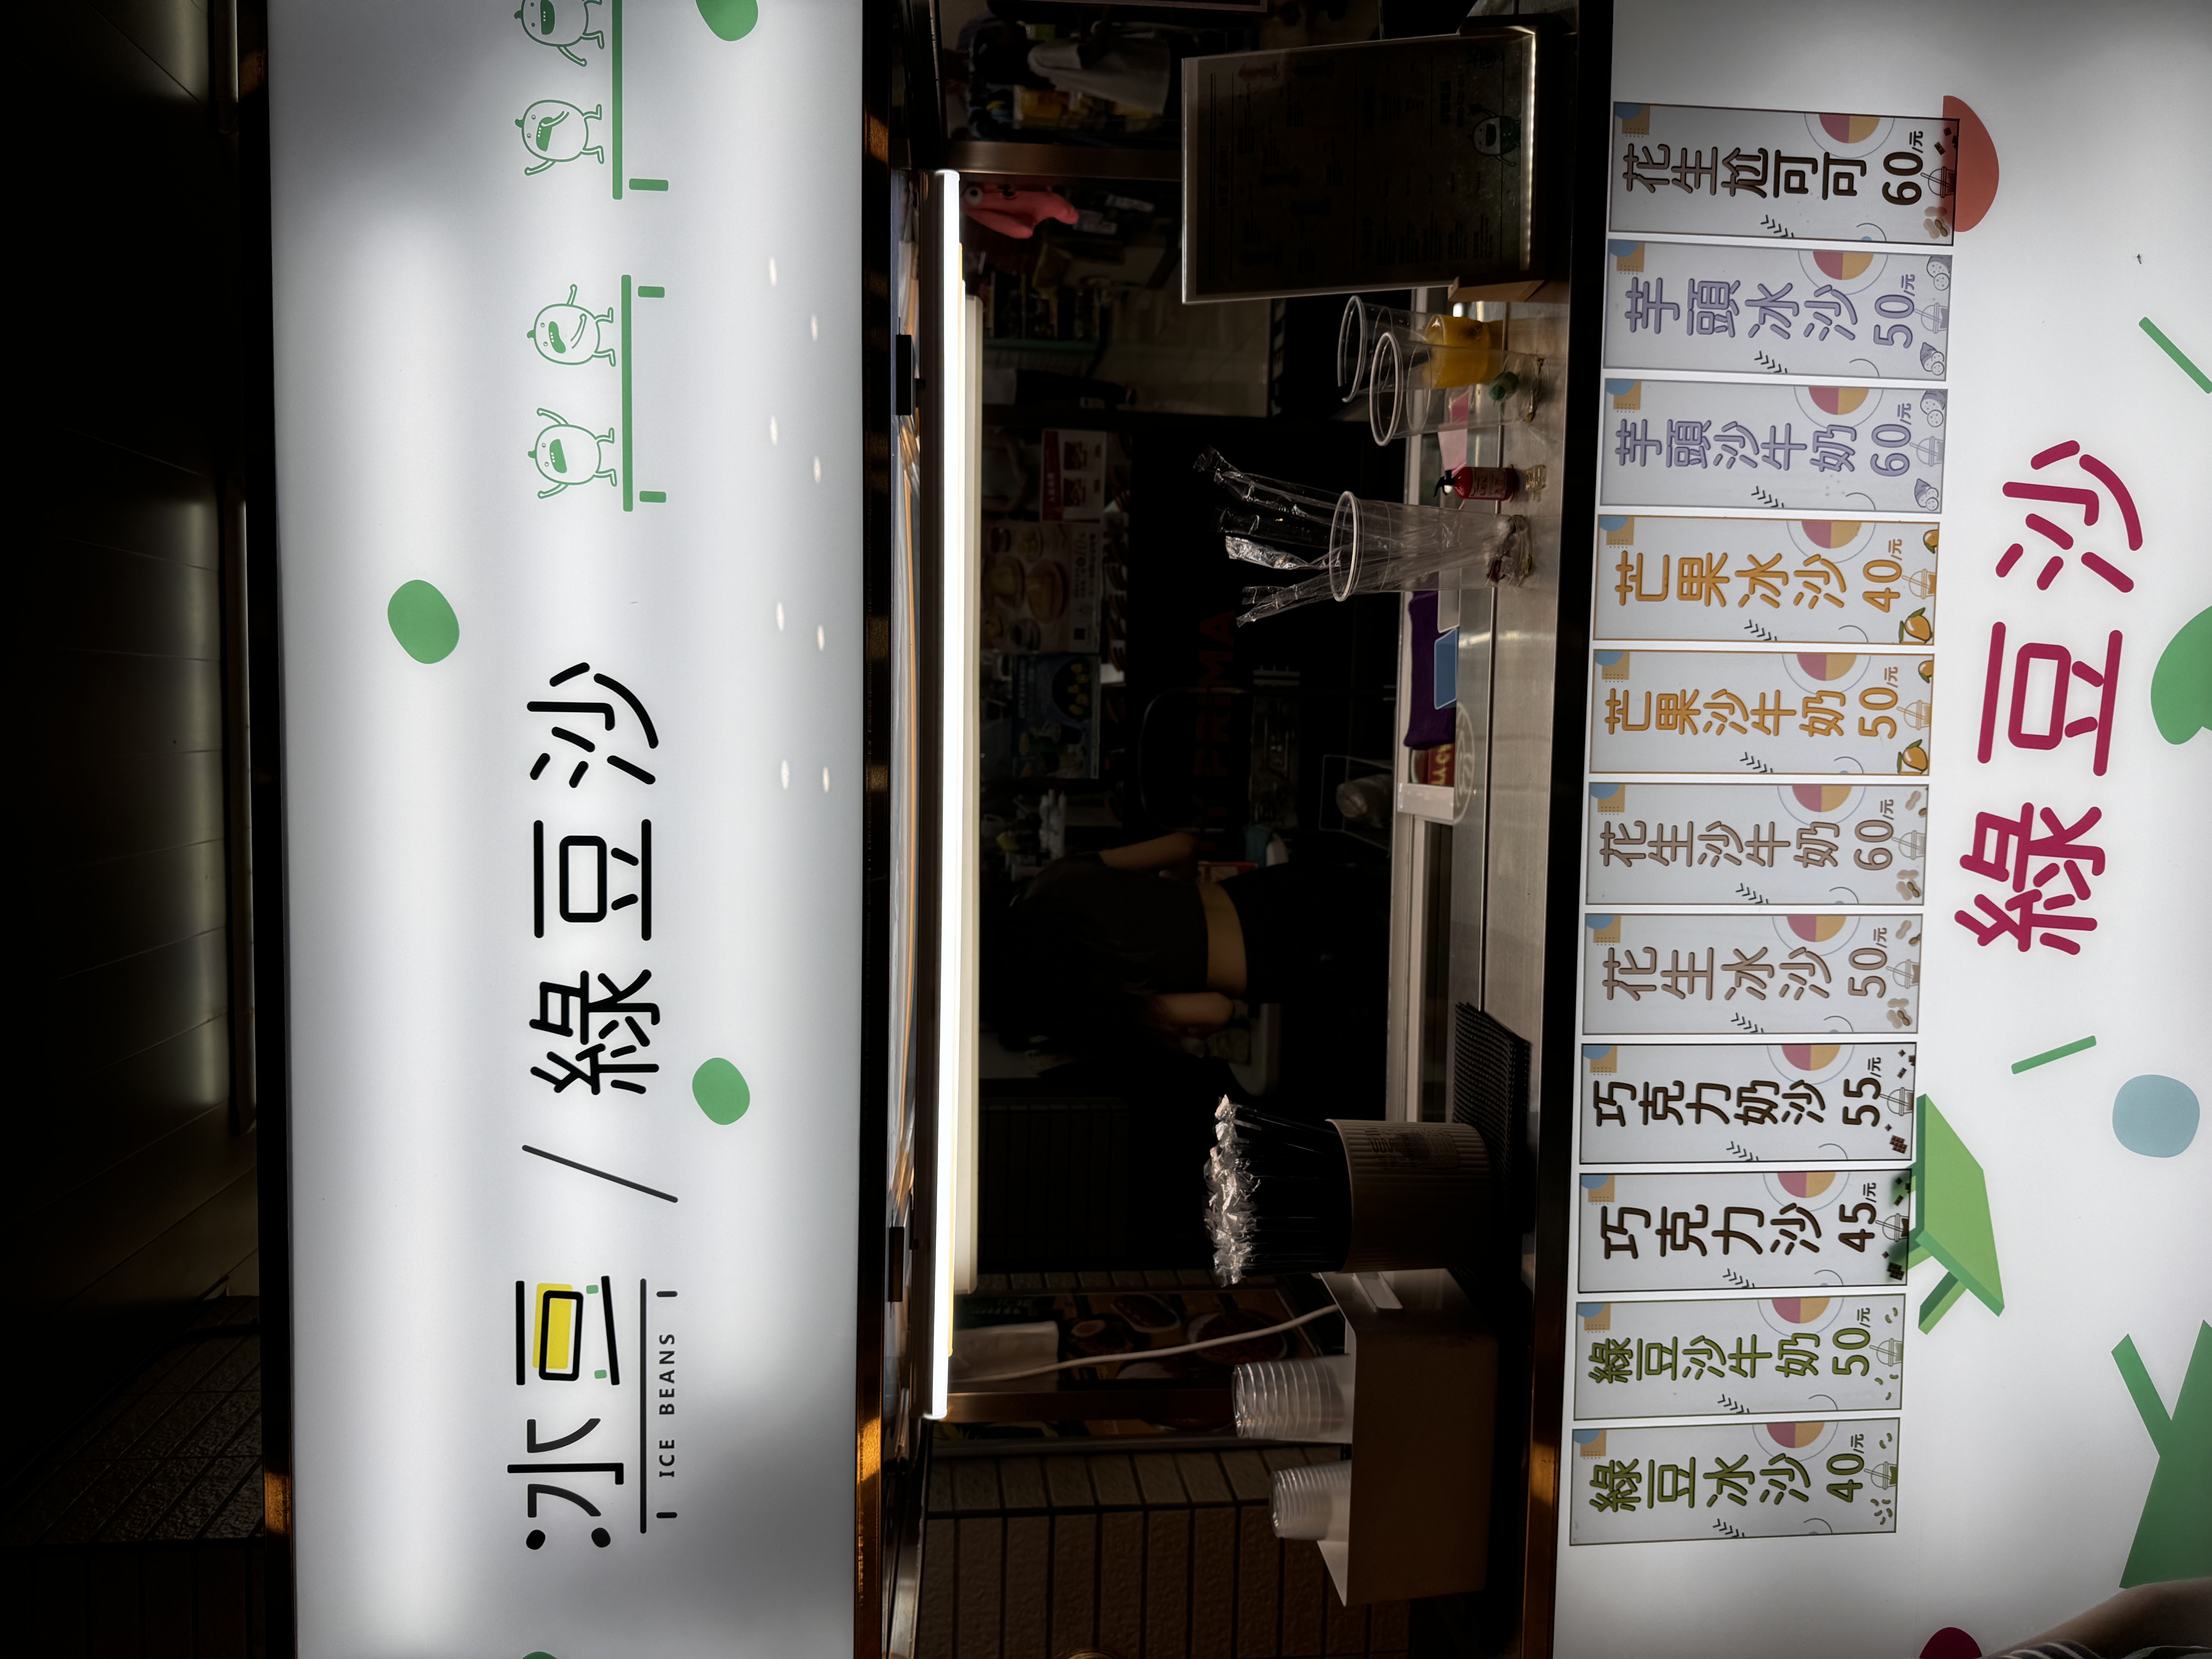 冰豆 / 綠豆沙
ICE BEANS
TY PRIMA
綠豆冰沙 40/元
綠豆沙牛奶 50/元
巧克力沙 45/元
巧克力奶沙 55/元
花生冰沙 50/元
花生沙牛奶 60/元
芒果沙牛奶 50/元
芒果冰沙 40/元
芋頭沙牛奶 60/元
芋頭冰沙 50/元
花生尬可可 60/元
綠豆沙